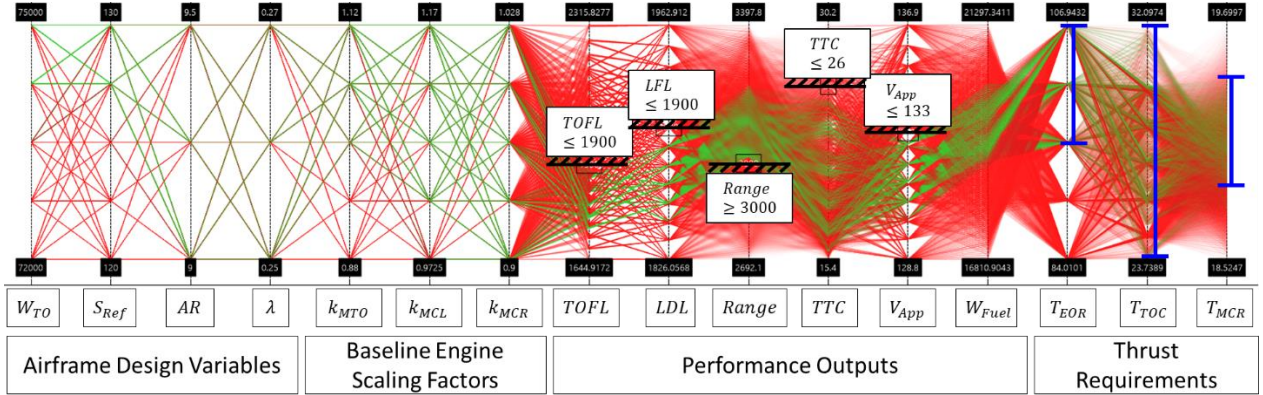 75000 130 9.5 0.27 1.12 1.17 1.028 2315.8277 1962.912 3397.8 30.2 136.9 21297.3411 106.9432 32.0974 19.6997
TTC
≤ 26
LFL
≤ 1900
V_App
≤ 133
TOFL
≤ 1900
Range
≥ 3000
72000 120 9 0.25 0.88 0.9725 0.9 1644.9172 1826.0568 2692.1 15.4 128.8 16810.9043 84.0101 23.7389 18.5247
W_TO S_Ref AR λ k_MTO k_MCL k_MCR TOFL LDL Range TTC V_App W_Fuel T_EOR T_TOC T_MCR
Airframe Design Variables
Baseline Engine
Scaling Factors
Performance Outputs
Thrust
Requirements